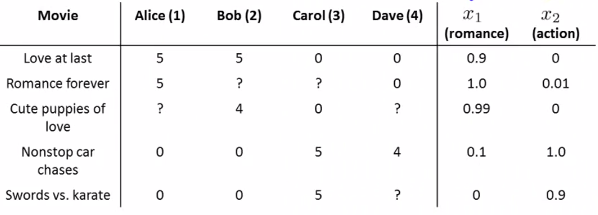 Movie Alice (1) Bob (2) Carol (3) Dave (4) x₁ (romance) x₂ (action)
Love at last 5 5 0 0 0.9 0
Romance forever 5 ? ? 0 1.0 0.01
Cute puppies of love ? 4 0 ? 0.99 0
Nonstop car chases 0 0 5 4 0.1 1.0
Swords vs. karate 0 0 5 ? 0 0.9